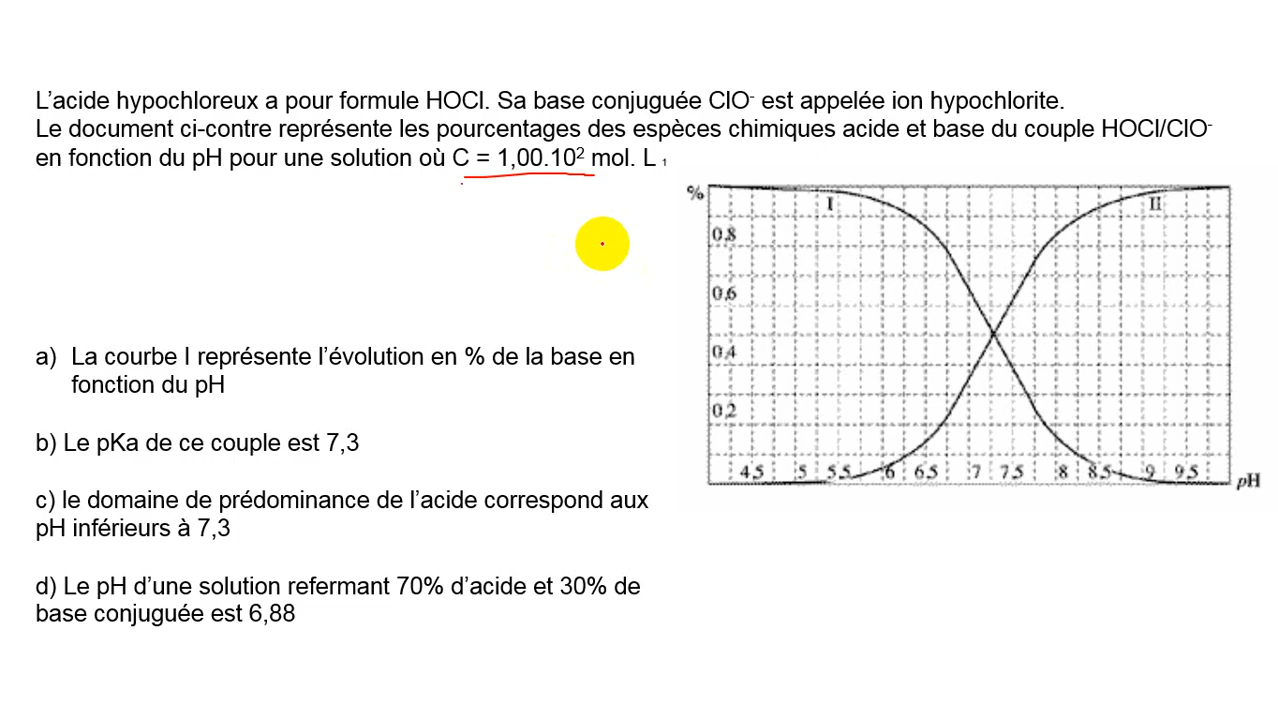 L'acide hypochloreux a pour formule HOCl. Sa base conjuguée ClO⁻ est appelée ion hypochlorite.
Le document ci-contre représente les pourcentages des espèces chimiques acide et base du couple HOCl/ClO⁻
en fonction du pH pour une solution où C = 1,00.10² mol. L ₁
%
I
II
0,8
0,6
0,4
0,2
4,5 5 5,5 6 6,5 7 7,5 8 8,5 9 9,5 pH
a) La courbe I représente l'évolution en % de la base en
fonction du pH
b) Le pKa de ce couple est 7,3
c) le domaine de prédominance de l'acide correspond aux
pH inférieurs à 7,3
d) Le pH d'une solution refermant 70% d'acide et 30% de
base conjuguée est 6,88